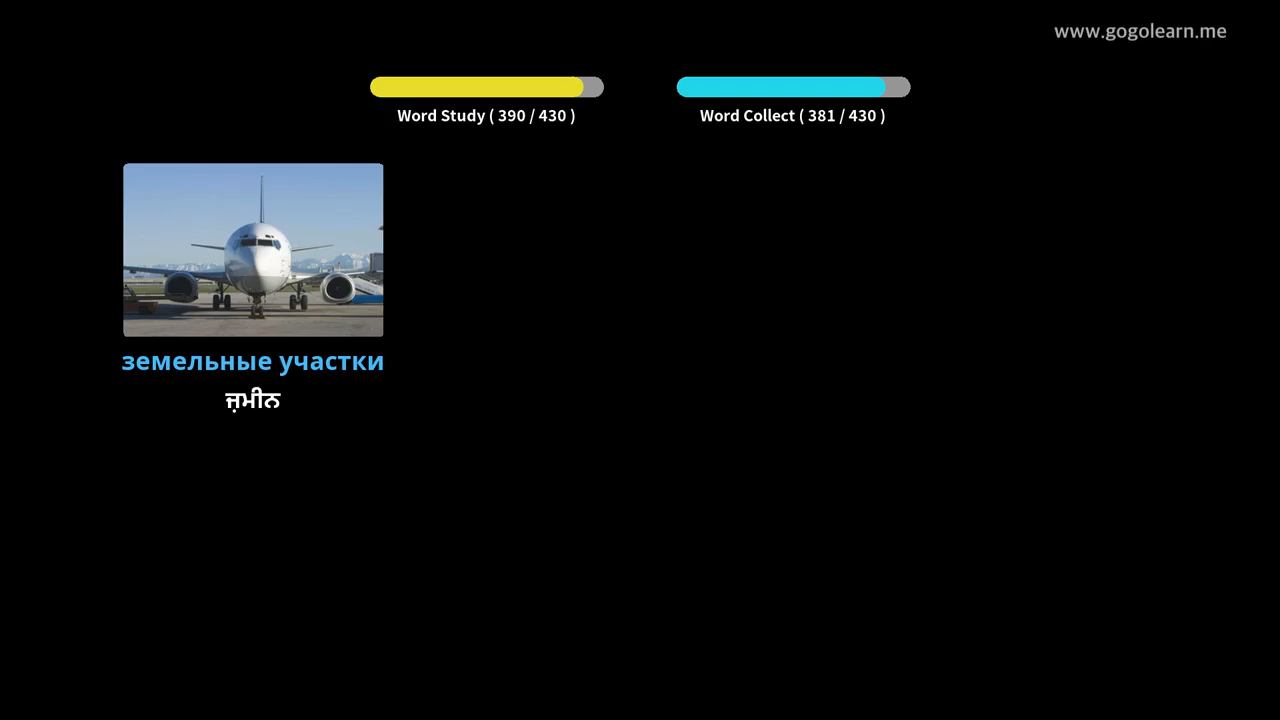 www.gogolearn.me
Word Study ( 390 / 430 )
Word Collect ( 381 / 430 )
земельные участки
ਜ਼ਮੀਨ